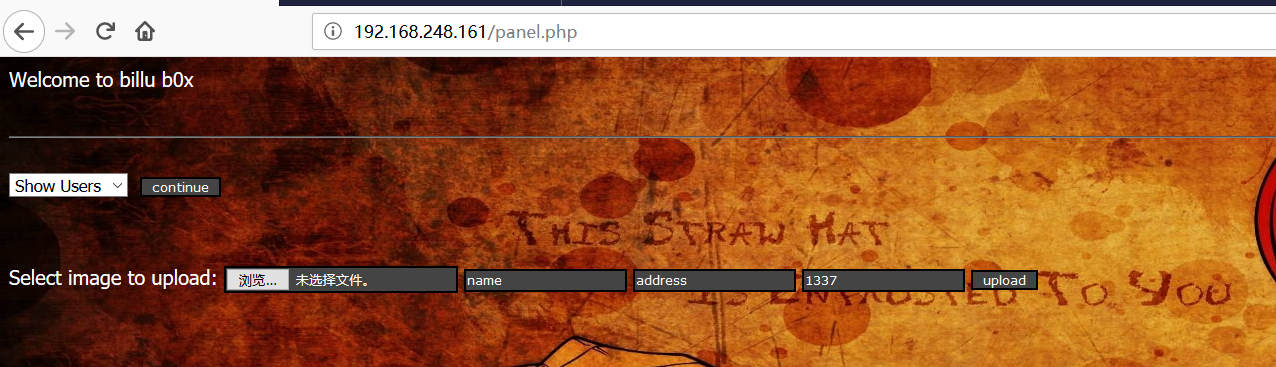 192.168.248.161/panel.php
Welcome to billu b0x
Show Users continue
THIS STRAW HAT
Select image to upload: 浏览... 未选择文件。 name address 1337 upload
IS ENTRUSTED TO YOU